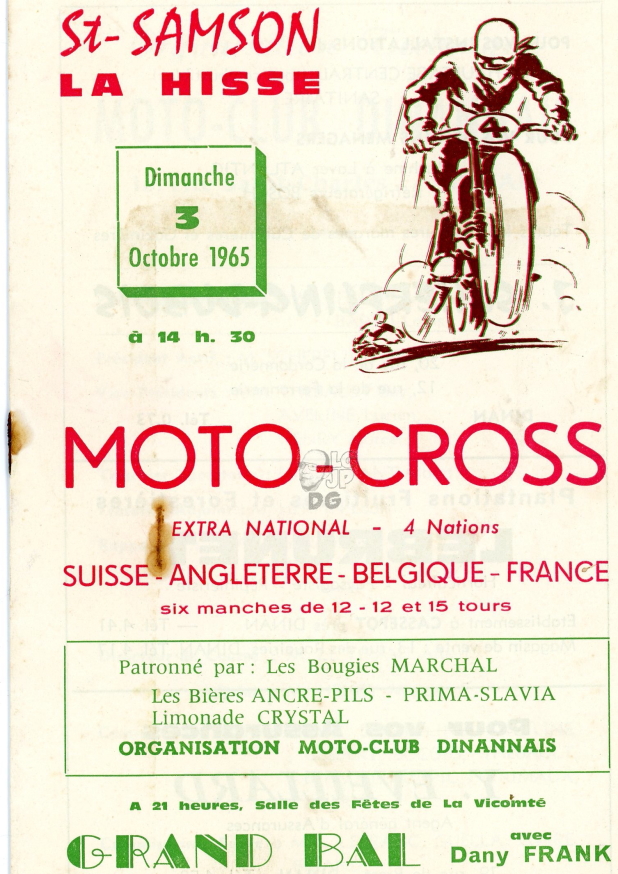 St-SAMSON
LA HISSE
4
Dimanche
3
Octobre 1965
à 14 h. 30
MOTO-CROSS
DG
EXTRA NATIONAL - 4 Nations
SUISSE - ANGLETERRE - BELGIQUE - FRANCE
six manches de 12 - 12 et 15 tours
Patronné par : Les Bougies MARCHAL
Les Bières ANCRE-PILS - PRIMA-SLAVIA
Limonade CRYSTAL
ORGANISATION MOTO-CLUB DINANNAIS
A 21 heures, Salle des Fêtes de La Vicomté
GRAND BAL avec Dany FRANK